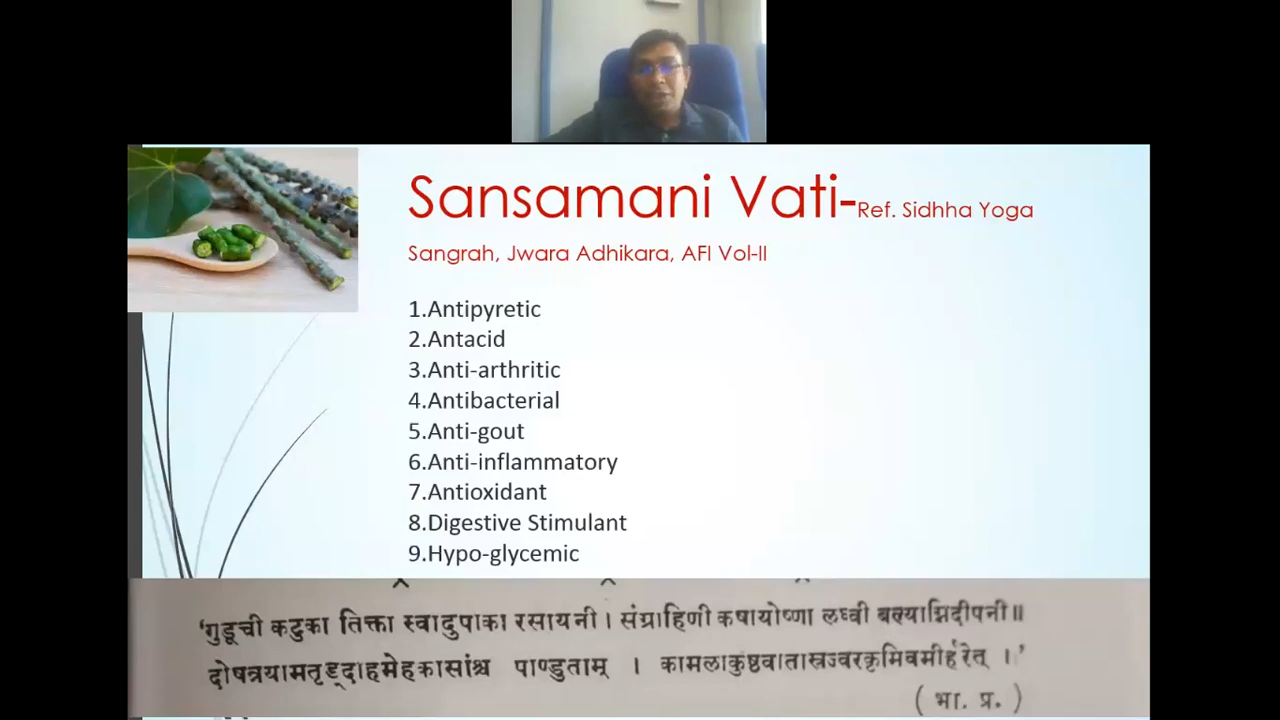 Sansamani Vati-Ref. Sidhha Yoga
Sangrah, Jwara Adhikara, AFI Vol-II
1.Antipyretic
2.Antacid
3.Anti-arthritic
4.Antibacterial
5.Anti-gout
6.Anti-inflammatory
7.Antioxidant
8.Digestive Stimulant
9.Hypo-glycemic
‘गुडूची कटुका तिक्ता स्वादुपाका रसायनी । संग्राहिणी कषायोष्णा लघ्वी बल्याग्निदीपनी ॥
दोषत्रयामतृड्दाहमेहकासांश्च पाण्डुताम् । कामलाकुष्ठवातास्रज्वरकृमिवमीर्हरेत् ।’
( भा. प्र. )